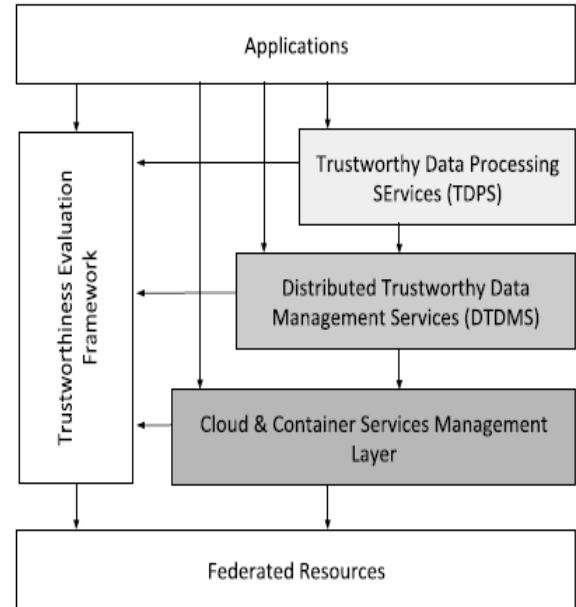 Applications
Trustworthiness Evaluation
Framework
Trustworthy Data Processing
SErvices (TDPS)
Distributed Trustworthy Data
Management Services (DTDMS)
Cloud & Container Services Management
Layer
Federated Resources